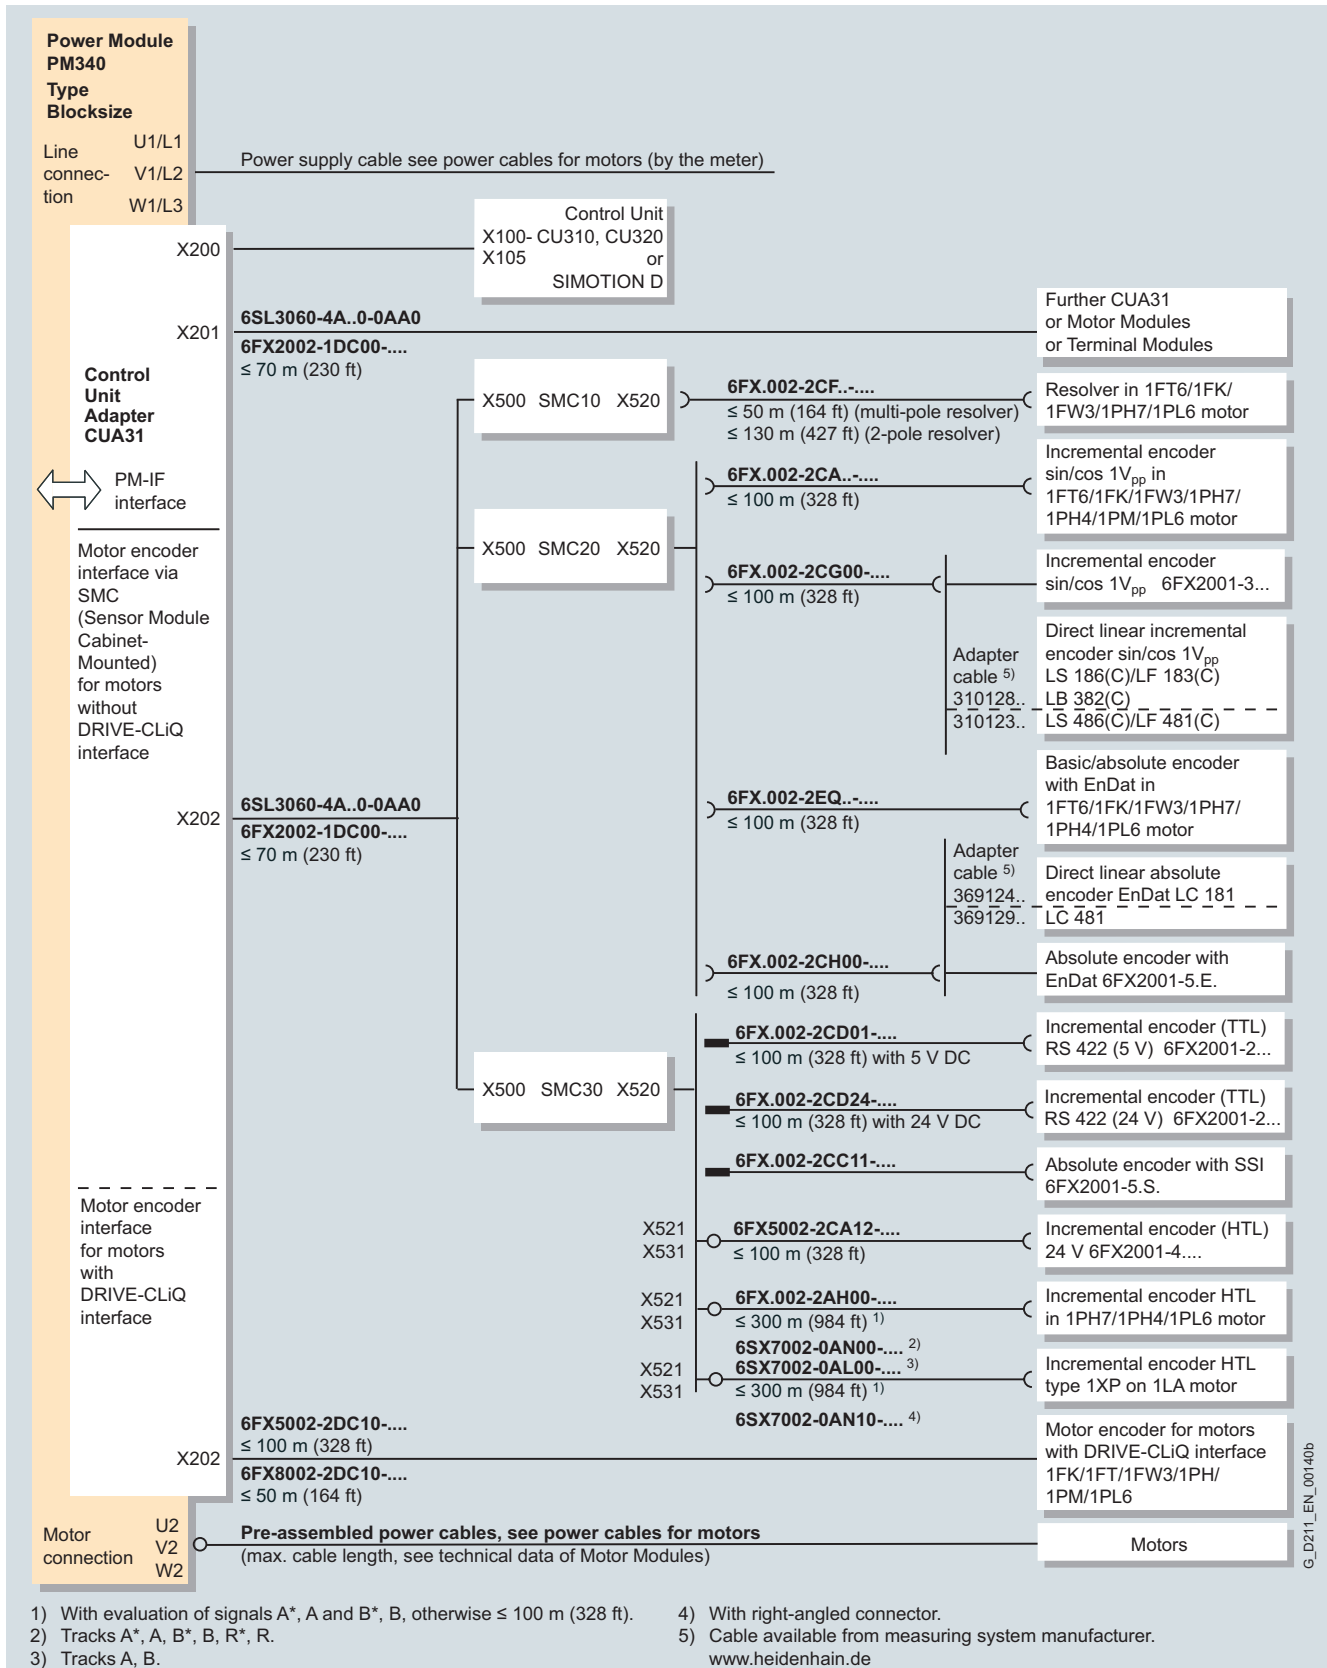 Power Module
PM340
Type
Blocksize
Line
connec-
tion
U1/L1
V1/L2
W1/L3
Power supply cable see power cables for motors (by the meter)
X200
Control Unit
X100- CU310, CU320
X105 or
SIMOTION D
X201
6SL3060-4A..0-0AA0
6FX2002-1DC00-....
≤ 70 m (230 ft)
Further CUA31
or Motor Modules
or Terminal Modules
Control
Unit
Adapter
CUA31
PM-IF
interface
X500 SMC10 X520
6FX.002-2CF..-....
≤ 50 m (164 ft) (multi-pole resolver)
≤ 130 m (427 ft) (2-pole resolver)
Resolver in 1FT6/1FK/
1FW3/1PH7/1PL6 motor
6FX.002-2CA..-....
≤ 100 m (328 ft)
Incremental encoder
sin/cos 1Vpp in
1FT6/1FK/1FW3/1PH7/
1PH4/1PM/1PL6 motor
Motor encoder
interface via
SMC
(Sensor Module
Cabinet-
Mounted)
for motors
without
DRIVE-CLiQ
interface
X500 SMC20 X520
6FX.002-2CG00-....
≤ 100 m (328 ft)
Incremental encoder
sin/cos 1Vpp 6FX2001-3...
Adapter
cable 5)
310128..
310123..
Direct linear incremental
encoder sin/cos 1Vpp
LS 186(C)/LF 183(C)
LB 382(C)
LS 486(C)/LF 481(C)
X202
6SL3060-4A..0-0AA0
6FX2002-1DC00-....
≤ 70 m (230 ft)
6FX.002-2EQ..-....
≤ 100 m (328 ft)
Basic/absolute encoder
with EnDat in
1FT6/1FK/1FW3/1PH7/
1PH4/1PL6 motor
Adapter
cable 5)
369124..
369129..
Direct linear absolute
encoder EnDat LC 181
LC 481
6FX.002-2CH00-....
≤ 100 m (328 ft)
Absolute encoder with
EnDat 6FX2001-5.E.
X500 SMC30 X520
6FX.002-2CD01-....
≤ 100 m (328 ft) with 5 V DC
Incremental encoder (TTL)
RS 422 (5 V) 6FX2001-2...
6FX.002-2CD24-....
≤ 100 m (328 ft) with 24 V DC
Incremental encoder (TTL)
RS 422 (24 V) 6FX2001-2...
6FX.002-2CC11-....
Absolute encoder with SSI
6FX2001-5.S.
Motor encoder
interface
for motors
with
DRIVE-CLiQ
interface
X521
X531
6FX5002-2CA12-....
≤ 100 m (328 ft)
Incremental encoder (HTL)
24 V 6FX2001-4....
X521
X531
6FX.002-2AH00-....
≤ 300 m (984 ft) 1)
Incremental encoder HTL
in 1PH7/1PH4/1PL6 motor
X521
X531
6SX7002-0AN00-.... 2)
6SX7002-0AL00-.... 3)
≤ 300 m (984 ft) 1)
6SX7002-0AN10-.... 4)
Incremental encoder HTL
type 1XP on 1LA motor
X202
6FX5002-2DC10-....
≤ 100 m (328 ft)
6FX8002-2DC10-....
≤ 50 m (164 ft)
Motor encoder for motors
with DRIVE-CLiQ interface
1FK/1FT/1FW3/1PH/
1PM/1PL6
Motor
connection
U2
V2
W2
Pre-assembled power cables, see power cables for motors
(max. cable length, see technical data of Motor Modules)
Motors
G_D211_EN_00140b
1) With evaluation of signals A*, A and B*, B, otherwise ≤ 100 m (328 ft).
2) Tracks A*, A, B*, B, R*, R.
3) Tracks A, B.
4) With right-angled connector.
5) Cable available from measuring system manufacturer.
www.heidenhain.de